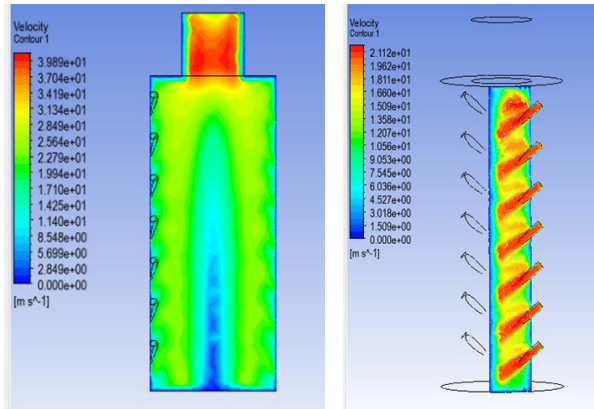 Velocity
Contour 1
3.989e+01
3.704e+01
3.419e+01
3.134e+01
2.849e+01
2.564e+01
2.279e+01
1.994e+01
1.710e+01
1.425e+01
1.140e+01
8.548e+00
5.699e+00
2.849e+00
0.000e+00
[m s^-1]
Velocity
Contour 1
2.112e+01
1.962e+01
1.811e+01
1.660e+01
1.509e+01
1.358e+01
1.207e+01
1.056e+01
9.053e+00
7.545e+00
6.036e+00
4.527e+00
3.018e+00
1.509e+00
0.000e+00
[m s^-1]